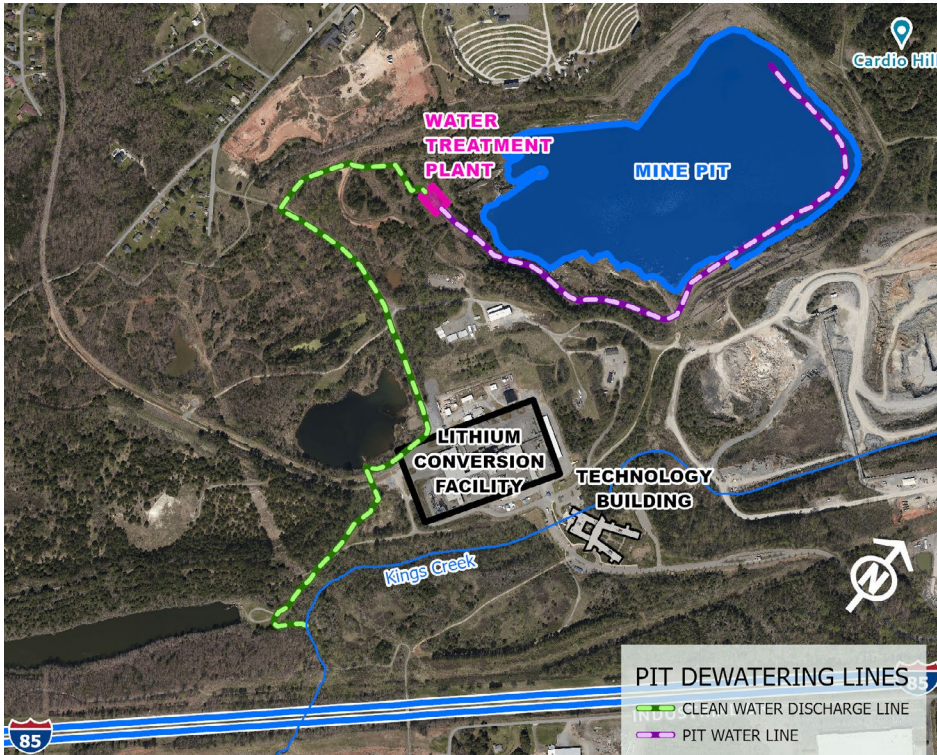 Cardio Hill
WATER
TREATMENT
PLANT
MINE PIT
LITHIUM
CONVERSION
FACILITY
TECHNOLOGY
BUILDING
Kings Creek
N
PIT DEWATERING LINES
85
CLEAN WATER DISCHARGE LINE
INDUS
PIT WATER LINE
85